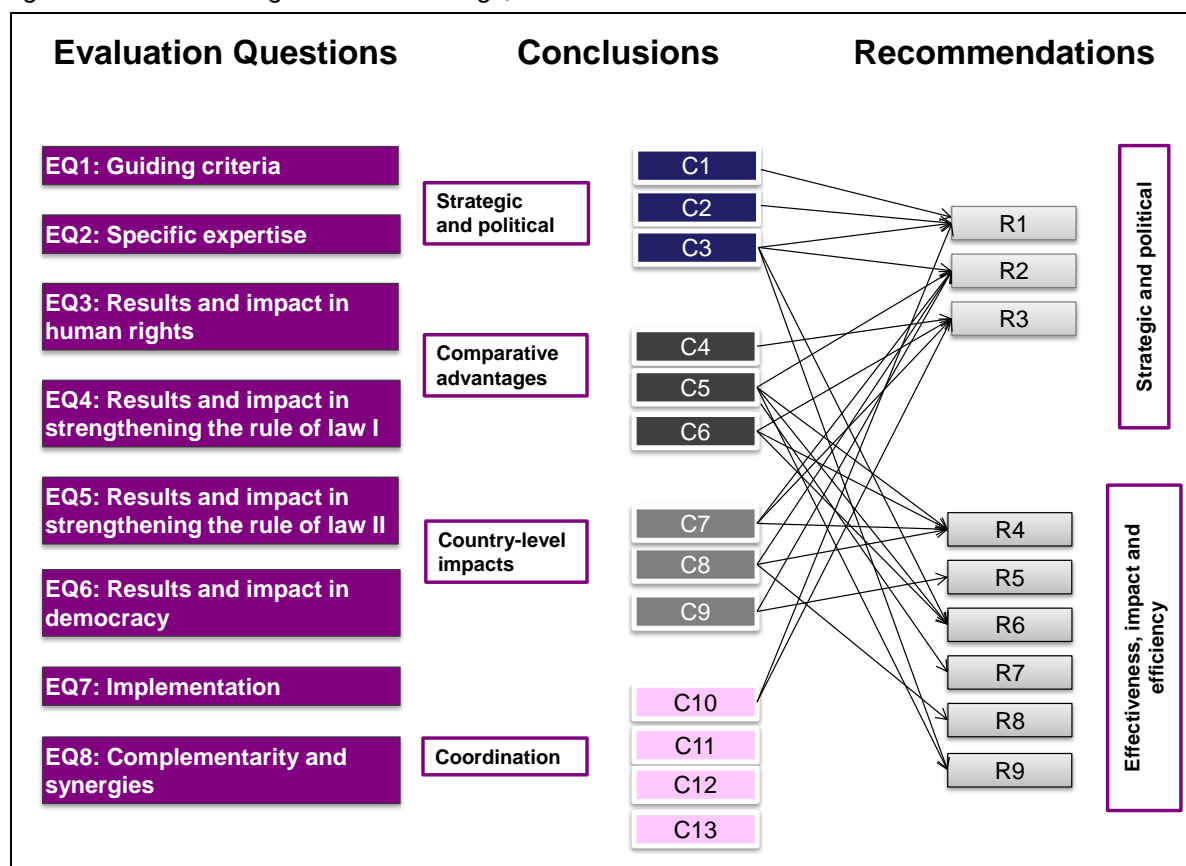 Evaluation Questions
Conclusions
Recommendations
EQ1: Guiding criteria
EQ2: Specific expertise
EQ3: Results and impact in
human rights
EQ4: Results and impact in
strengthening the rule of law I
EQ5: Results and impact in
strengthening the rule of law II
EQ6: Results and impact in
democracy
EQ7: Implementation
EQ8: Complementarity and
synergies
Strategic
and political
Comparative
advantages
Country-level
impacts
Coordination
C1
C2
C3
C4
C5
C6
C7
C8
C9
C10
C11
C12
C13
R1
R2
R3
R4
R5
R6
R7
R8
R9
Strategic and political
Effectiveness, impact and
efficiency